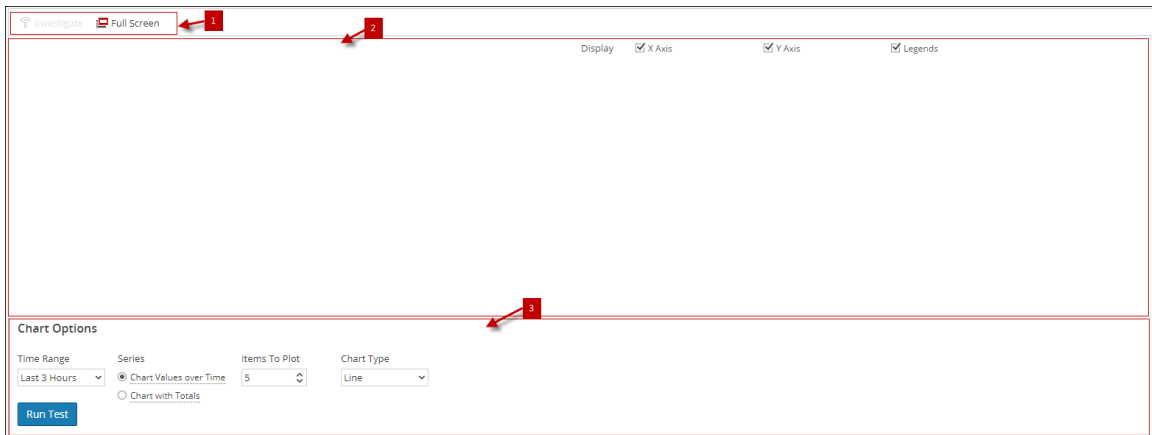 Investigate Full Screen 1
2
Display X Axis Y Axis Legends
3
Chart Options
Time Range Series Items To Plot Chart Type
Last 3 Hours Chart Values over Time 5 Line
Chart with Totals
Run Test